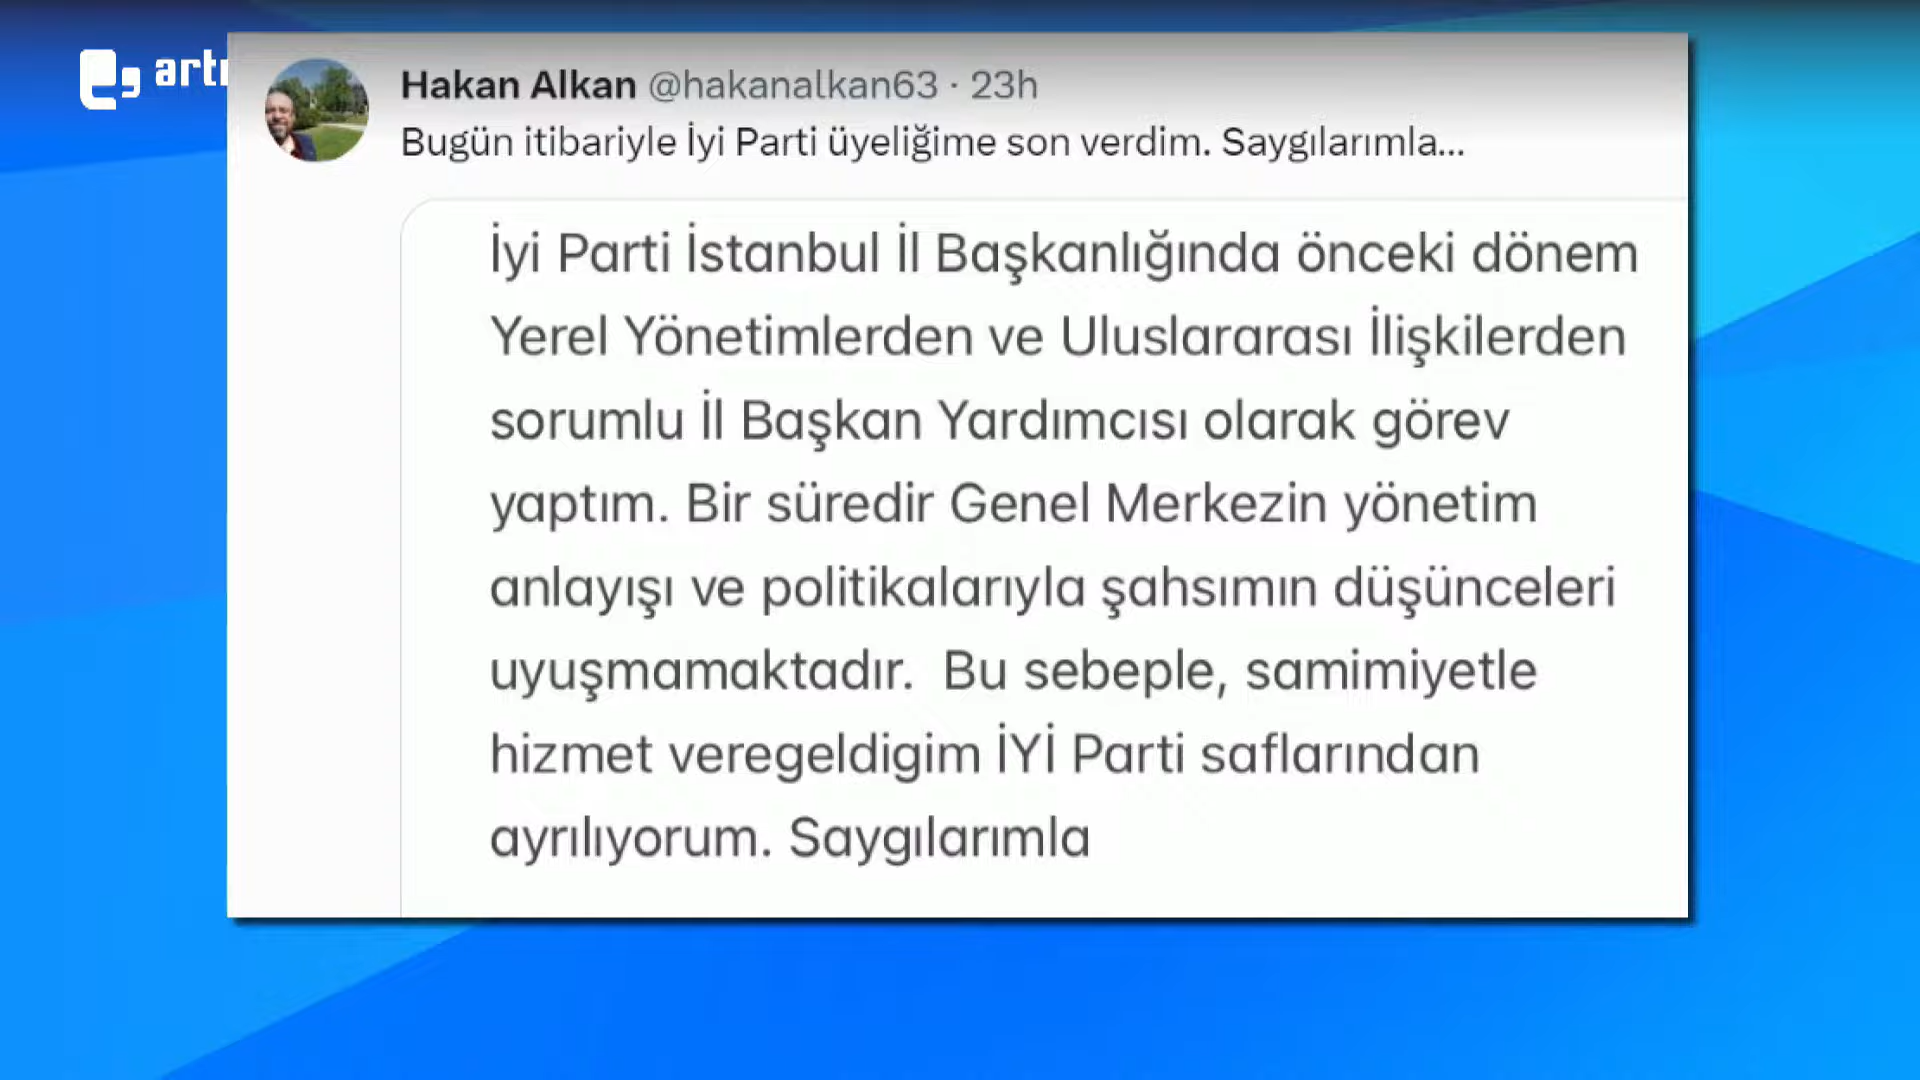 Hakan Alkan @hakanalkan63 · 23h
Bugün itibariyle İyi Parti üyeliğime son verdim. Saygılarımla...
İyi Parti İstanbul İl Başkanlığında önceki dönem
Yerel Yönetimlerden ve Uluslararası İlişkilerden
sorumlu İl Başkan Yardımcısı olarak görev
yaptım. Bir süredir Genel Merkezin yönetim
anlayışı ve politikalarıyla şahsımın düşünceleri
uyuşmamaktadır. Bu sebeple, samimiyetle
hizmet veregeldigim İYİ Parti saflarından
ayrılıyorum. Saygılarımla